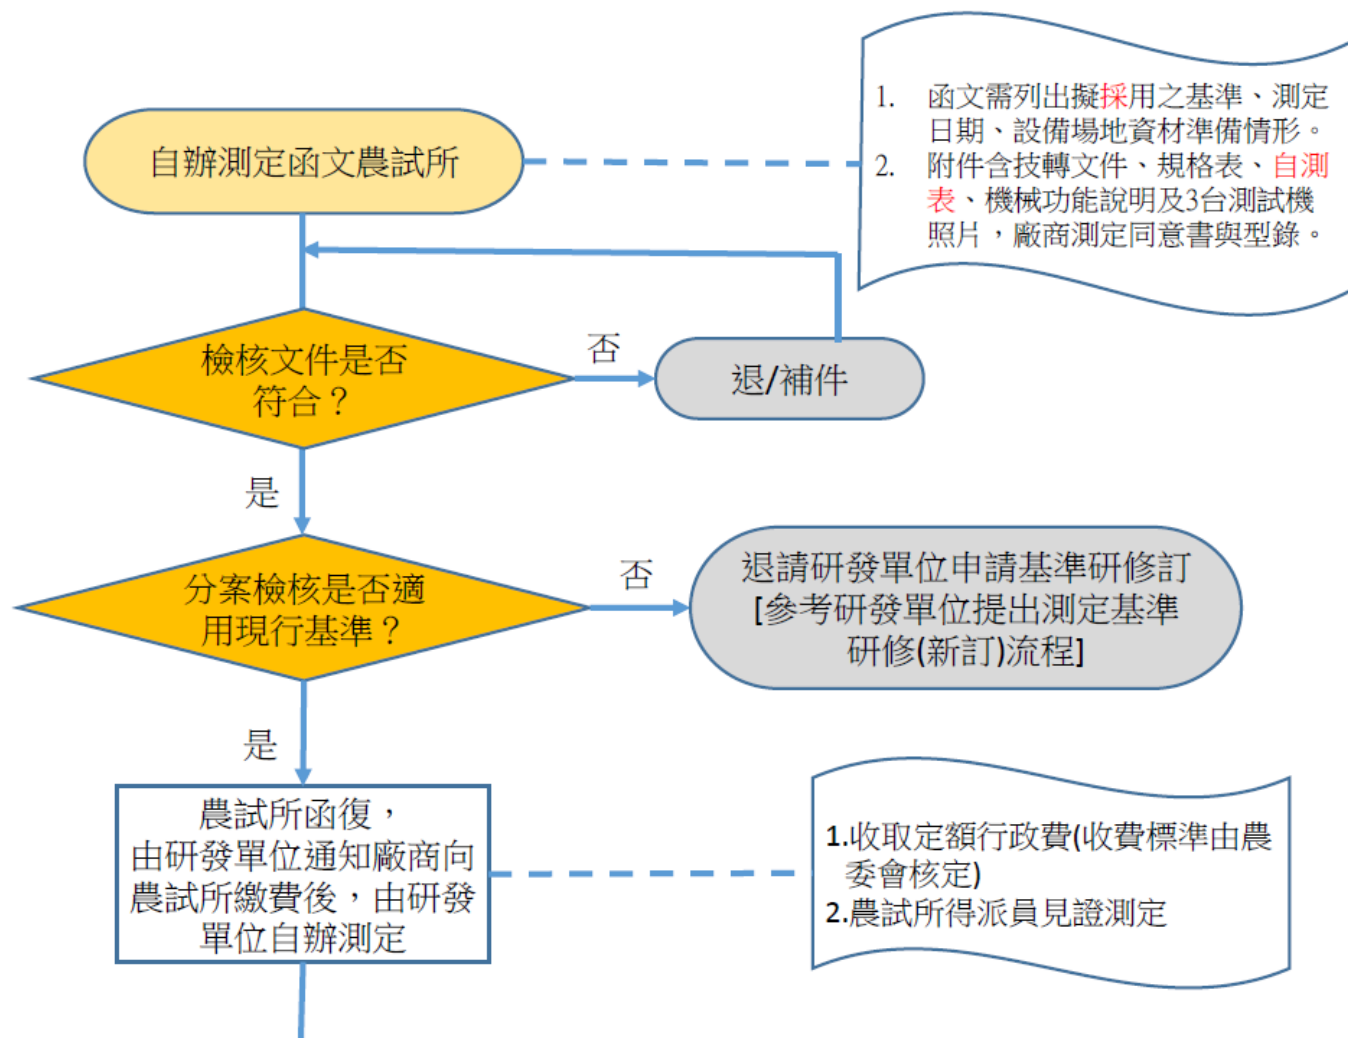 1. 函文需列出擬採用之基準、測定
日期、設備場地資材準備情形。
2. 附件含技轉文件、規格表、自測
表、機械功能說明及3台測試機
照片，廠商測定同意書與型錄。
自辦測定函文農試所
檢核文件是否
符合？
否
退/補件
是
分案檢核是否適
用現行基準？
否
退請研發單位申請基準研修訂
[參考研發單位提出測定基準
研修(新訂)流程]
是
農試所函復，
由研發單位通知廠商向
農試所繳費後，由研發
單位自辦測定
1.收取定額行政費(收費標準由農
委會核定)
2.農試所得派員見證測定